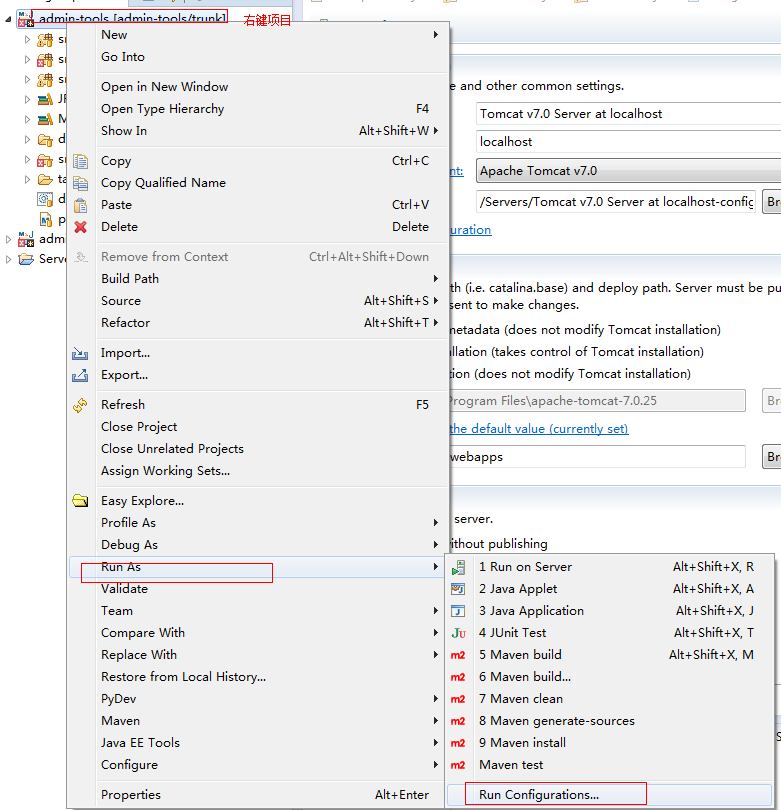 admin-tools [admin-tools/trunk]
右键项目
New
Go Into
Open in New Window
Open Type Hierarchy F4
Show In Alt+Shift+W
Copy Ctrl+C
Copy Qualified Name
Paste Ctrl+V
Delete Delete
Remove from Context Ctrl+Alt+Shift+Down
Build Path
Source Alt+Shift+S
Refactor Alt+Shift+T
Import...
Export...
Refresh F5
Close Project
Close Unrelated Projects
Assign Working Sets...
Easy Explore...
Profile As
Debug As
Run As
Validate
Team
Compare With
Replace With
Restore from Local History...
PyDev
Maven
Java EE Tools
Configure
Properties Alt+Enter
1 Run on Server Alt+Shift+X, R
2 Java Applet Alt+Shift+X, A
3 Java Application Alt+Shift+X, J
4 JUnit Test Alt+Shift+X, T
5 Maven build Alt+Shift+X, M
6 Maven build...
7 Maven clean
8 Maven generate-sources
9 Maven install
Maven test
Run Configurations...
and other common settings.
Tomcat v7.0 Server at localhost
localhost
Apache Tomcat v7.0
/Servers/Tomcat v7.0 Server at localhost-config
(i.e. catalina.base) and deploy path. Server must be
sent to make changes.
metadata (does not modify Tomcat installation)
(takes control of Tomcat installation)
(does not modify Tomcat installation)
Program Files\apache-tomcat-7.0.25
the default value (currently set)
webapps
server.
without publishing